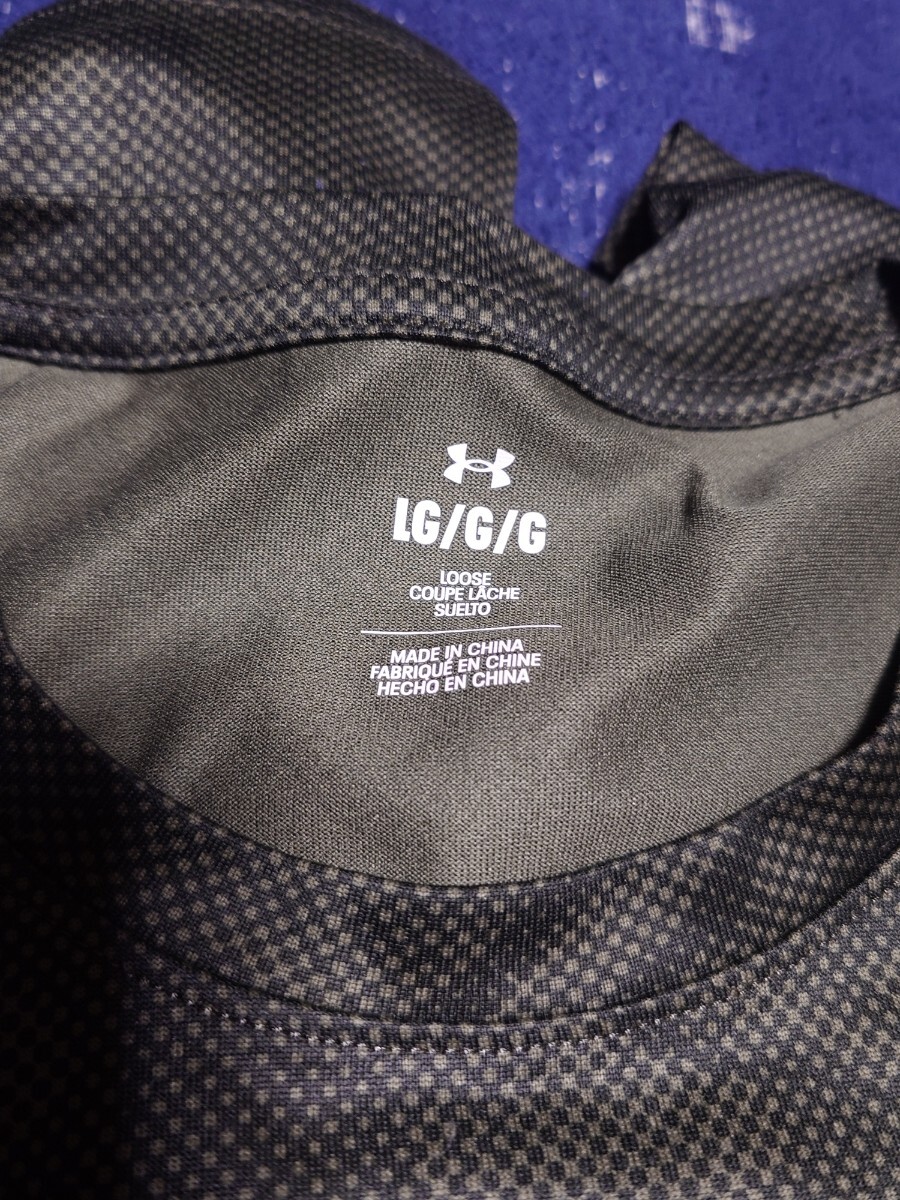 LG/G/G
LOOSE
COUPE LÂCHE
SUELTO
MADE IN CHINA
FABRIQUÉ EN CHINE
HECHO EN CHINA